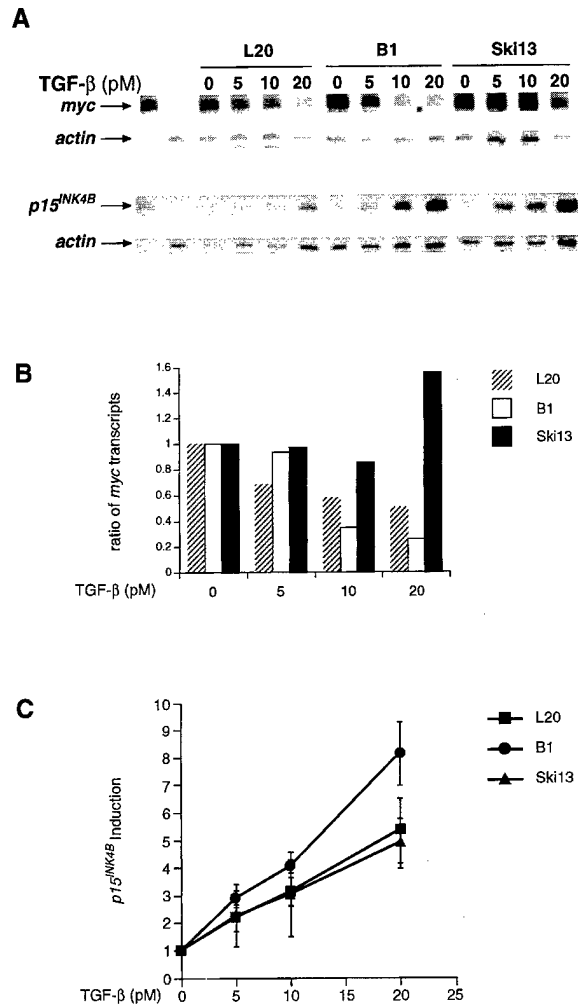 A
L20 B1 Ski13
TGF-β (pM) 0 5 10 20 0 5 10 20 0 5 10 20
myc
actin
p15INK4B
actin
B
1.6
1.4
1.2
1
0.8
0.6
0.4
0.2
0
ratio of myc transcripts
L20
B1
Ski13
TGF-β (pM) 0 5 10 20
C
10
9
8
7
6
5
4
3
2
1
0
p15INK4B Induction
L20
B1
Ski13
TGF-β (pM) 0 5 10 15 20 25